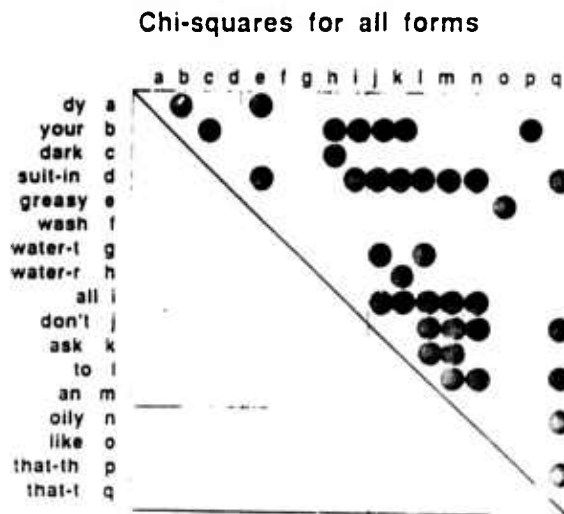 Chi-squares for all forms
a b c d e f g h i j k l m n o p q
dy a
your b
dark c
suit-in d
greasy e
wash f
water-t g
water-r h
all i
don't j
ask k
to l
an m
oily n
like o
that-th p
that-t q